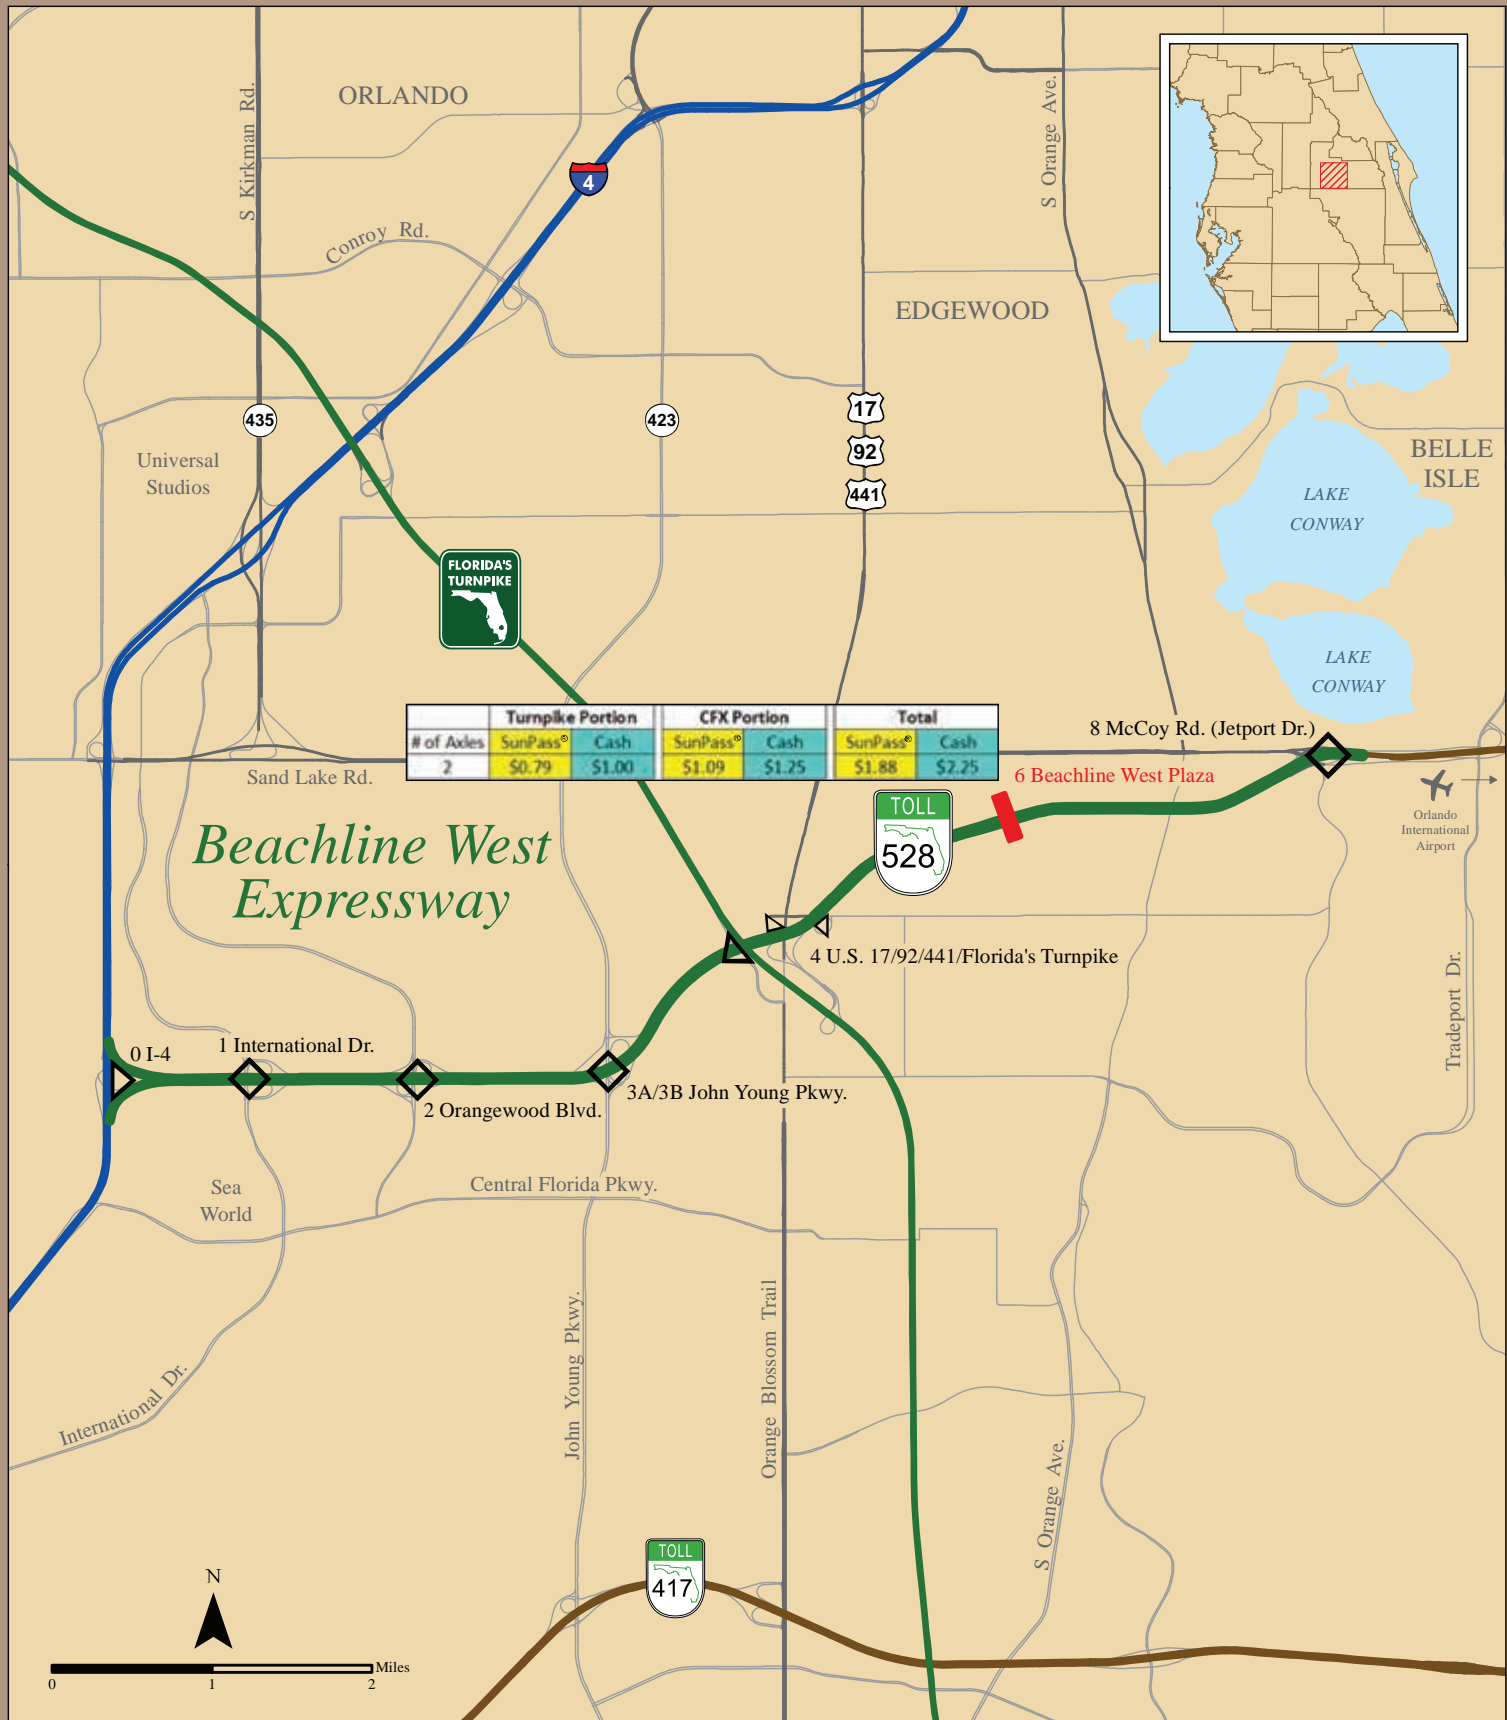 ORLANDO
S Kirkman Rd.
S Orange Ave.
4
Conroy Rd.
EDGEWOOD
435
423
17
92
441
Universal
Studios
BELLE
ISLE
LAKE
CONWAY
FLORIDA'S
TURNPIKE
LAKE
CONWAY
Turnpike Portion CFX Portion Total
# of Axles SunPass® Cash SunPass® Cash SunPass® Cash
2 $0.79 $1.00 $1.09 $1.25 $1.88 $2.25
8 McCoy Rd. (Jetport Dr.)
Sand Lake Rd.
6 Beachline West Plaza
TOLL
528
Orlando
International
Airport
Beachline West
Expressway
4 U.S. 17/92/441/Florida's Turnpike
Tradeport Dr.
0 I-4
1 International Dr.
2 Orangewood Blvd.
3A/3B John Young Pkwy.
Sea
World
Central Florida Pkwy.
International Dr.
John Young Pkwy.
Orange Blossom Trail
S Orange Ave.
TOLL
417
N
Miles
0 1 2